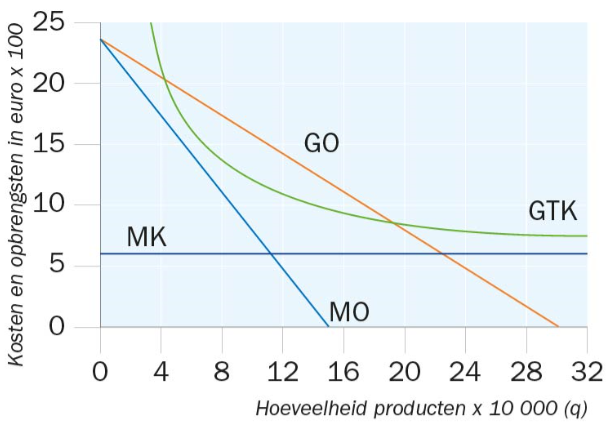 Kosten en opbrengsten in euro x 100
25
20
15
10
5
0
GO
GTK
MK
MO
0 4 8 12 16 20 24 28 32
Hoeveelheid producten x 10 000 (q)